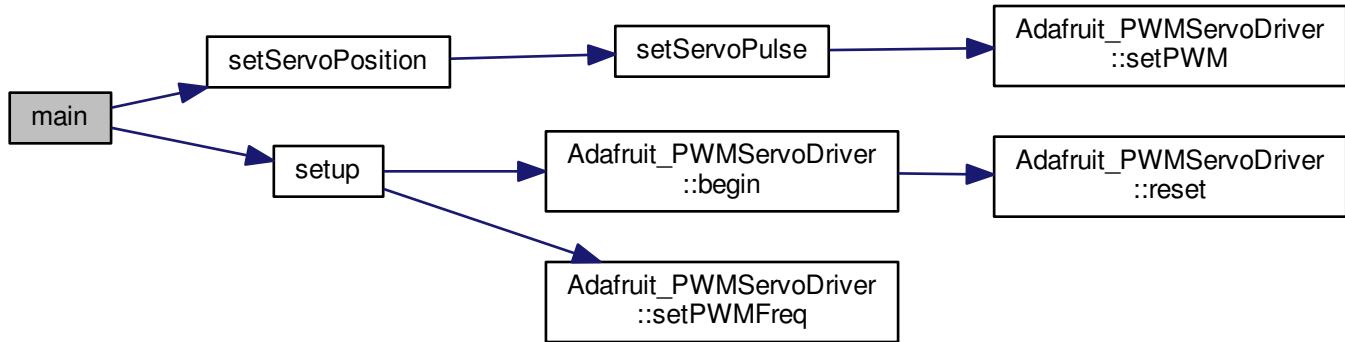 main
setServoPosition
setServoPulse
Adafruit_PWMServoDriver
::setPWM
setup
Adafruit_PWMServoDriver
::begin
Adafruit_PWMServoDriver
::reset
Adafruit_PWMServoDriver
::setPWMFreq